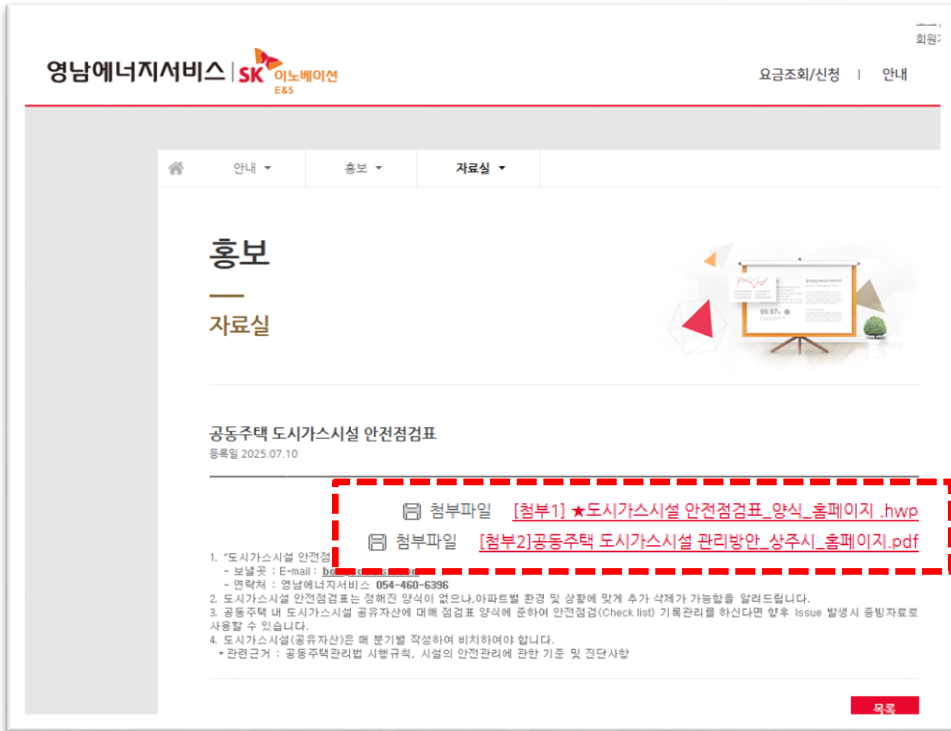 회원
영남에너지서비스 SK 이노베이션 E&S
요금조회/신청 | 안내
안내 홍보 자료실
홍보
자료실
99.97%
공동주택 도시가스시설 안전점검표
등록일 2025.07.10
첨부파일 [첨부1] ★도시가스시설 안전점검표_양식_홈페이지 .hwp
첨부파일 [첨부2]공동주택 도시가스시설 관리방안_상주시_홈페이지.pdf
1. "도시가스시설 안전점
- 보낼곳 : E-mail :
- 연락처 : 영남에너지서비스 054-460-6396
2. 도시가스시설 안전점검표는 정해진 양식이 없으나,아파트별 환경 및 상황에 맞게 추가 삭제가 가능함을 알려드립니다.
3. 공동주택 내 도시가스시설 공유자산에 대해 점검표 양식에 준하여 안전점검(Check list) 기록관리를 하신다면 향후 Issue 발생시 증빙자료로
사용할 수 있습니다.
4. 도시가스시설(공유자산)은 매 분기별 작성하여 비치하여야 합니다.
*관련근거 : 공동주택관리법 시행규칙, 시설의 안전관리에 관한 기준 및 진단사항
목록